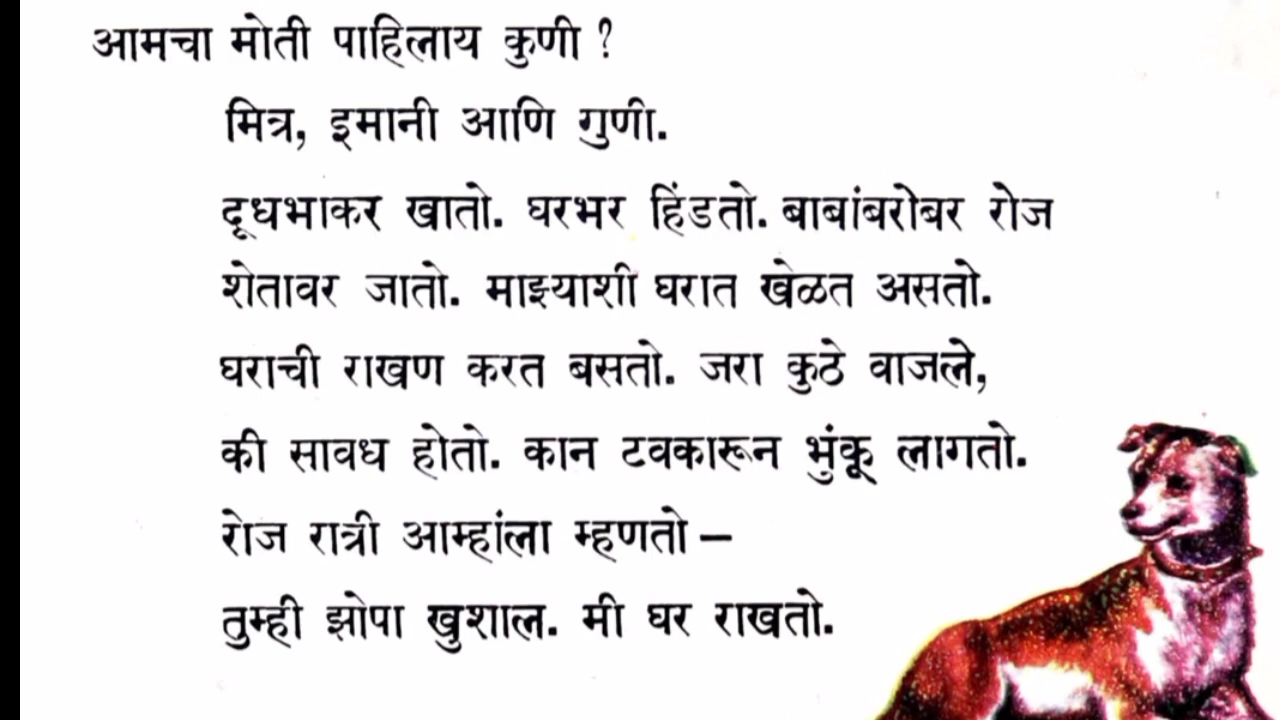 आमचा मोती पाहिलाय कुणी ?
मित्र, इमानी आणि गुणी.
दूधभाकर खातो. घरभर हिंडतो. बाबांबरोबर रोज
शेतावर जातो. माझ्याशी घरात खेळत असतो.
घराची राखण करत बसतो. जरा कुठे वाजले,
की सावध होतो. कान टवकारून भुंकू लागतो.
रोज रात्री आम्हांला म्हणतो –
तुम्ही झोपा खुशाल. मी घर राखतो.